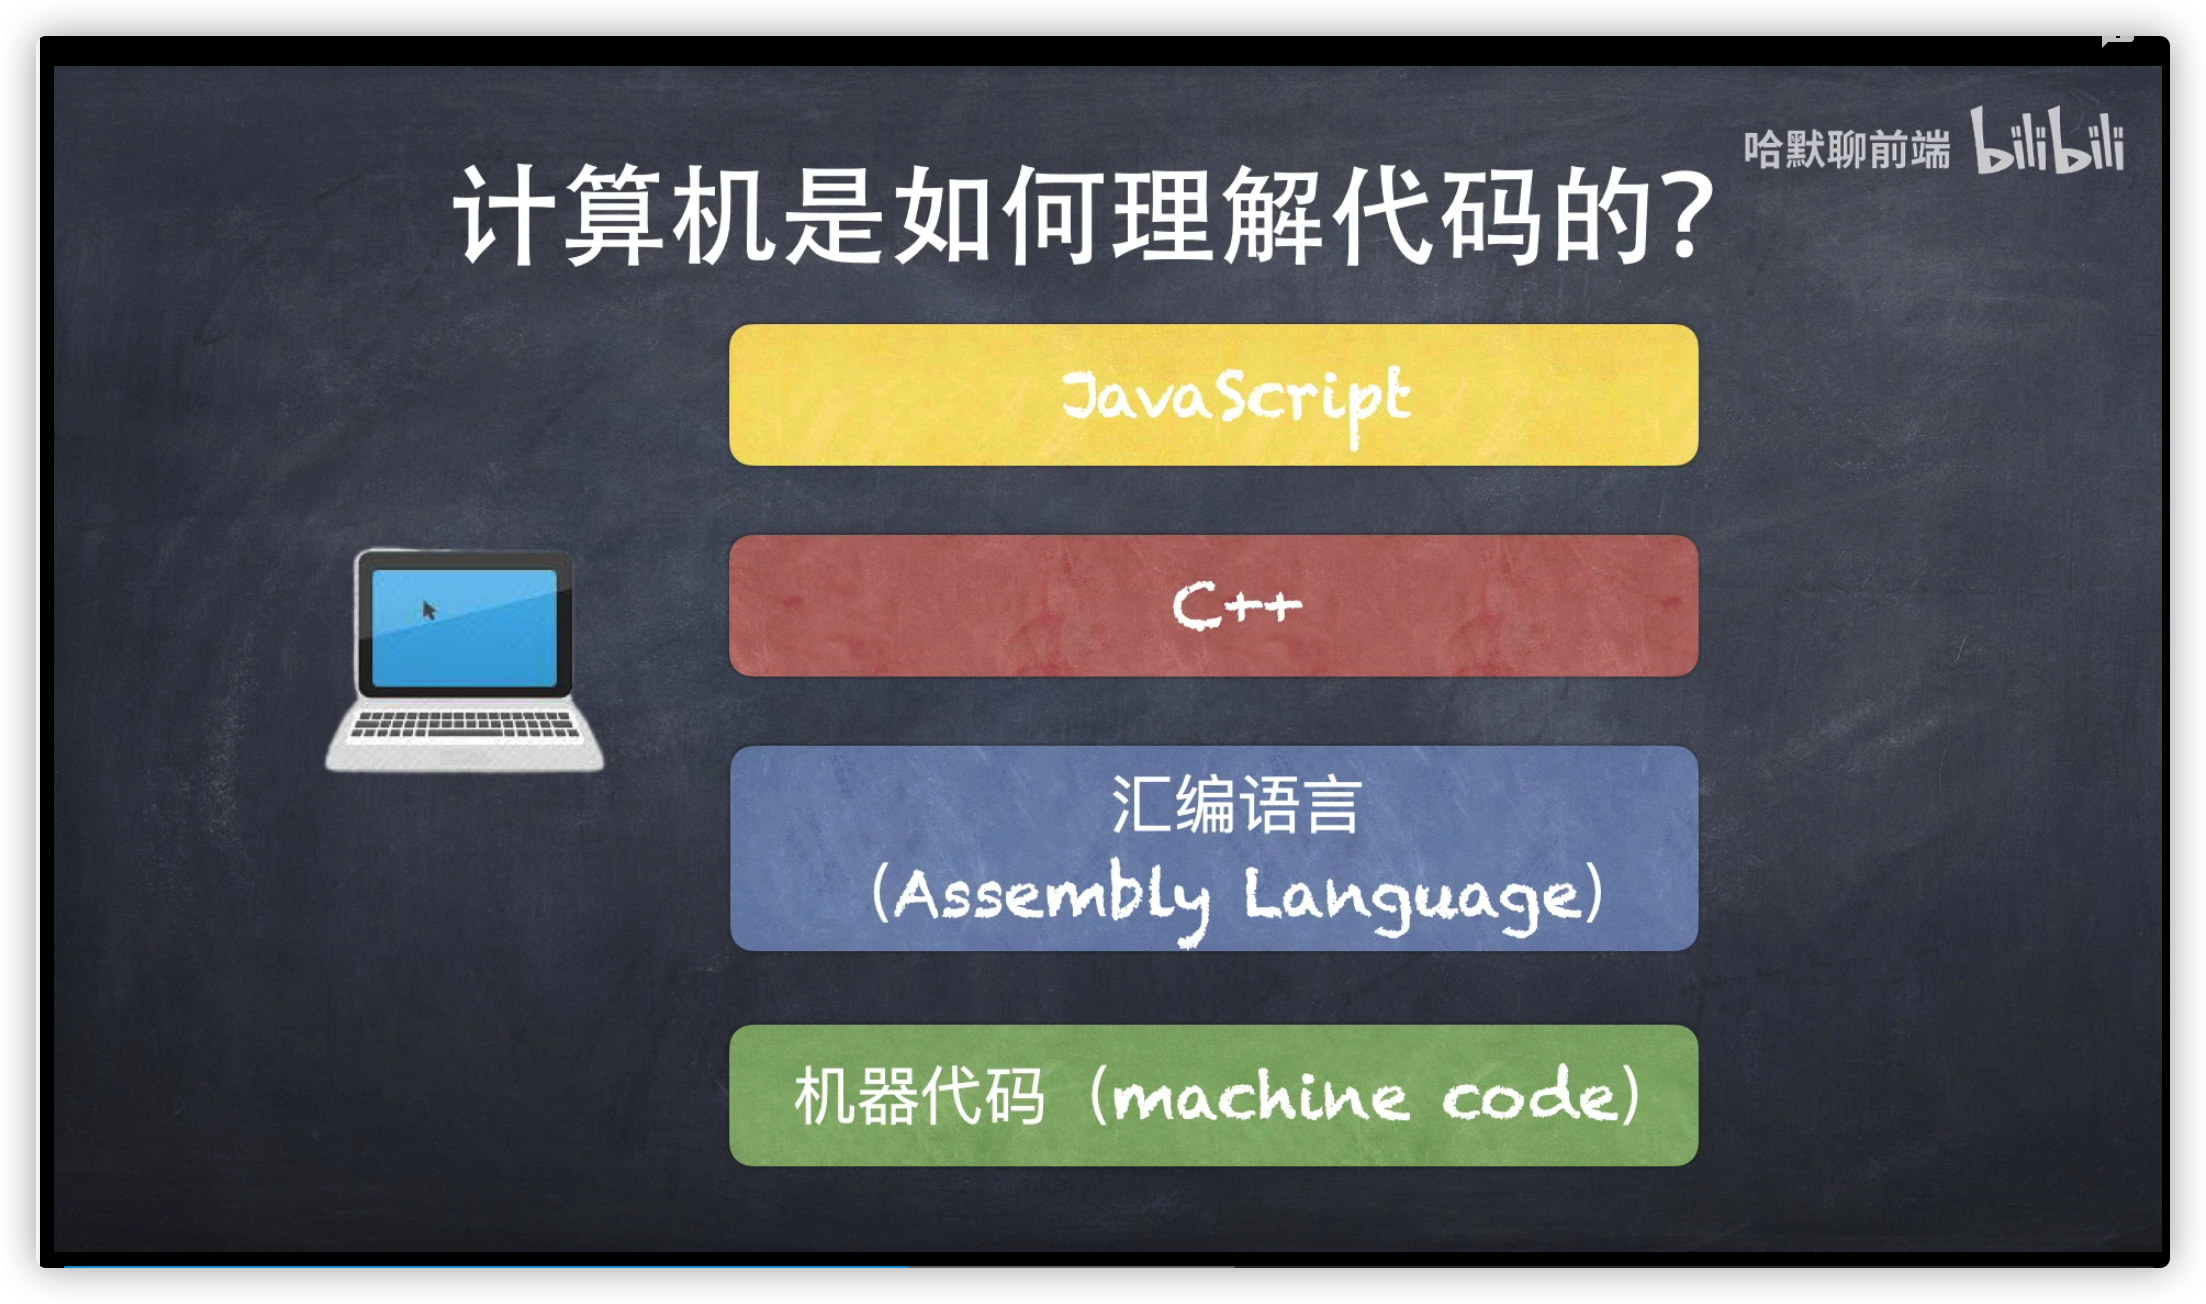 哈默聊前端 bilibili
计算机是如何理解代码的？
JavaScript
C++
汇编语言
（Assembly Language）
机器代码（machine code）